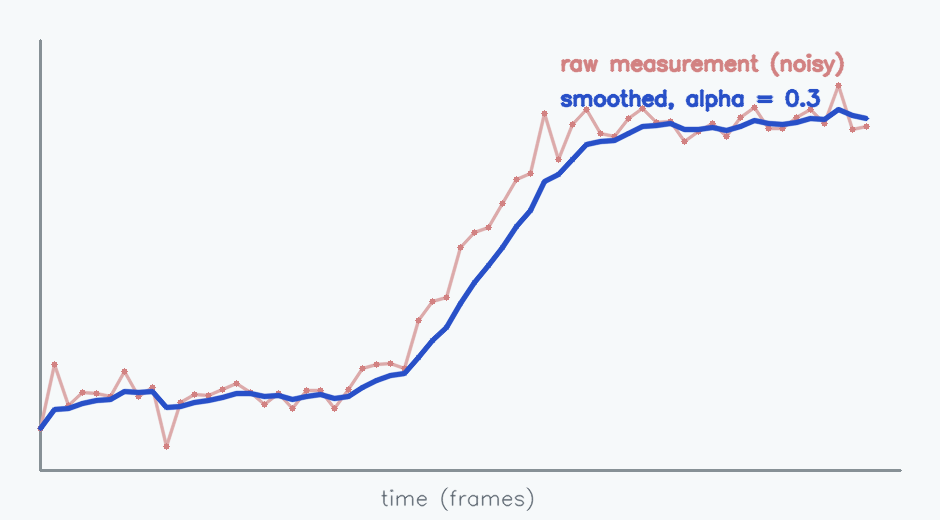 raw measurement (noisy)
smoothed, alpha = 0.3
time (frames)